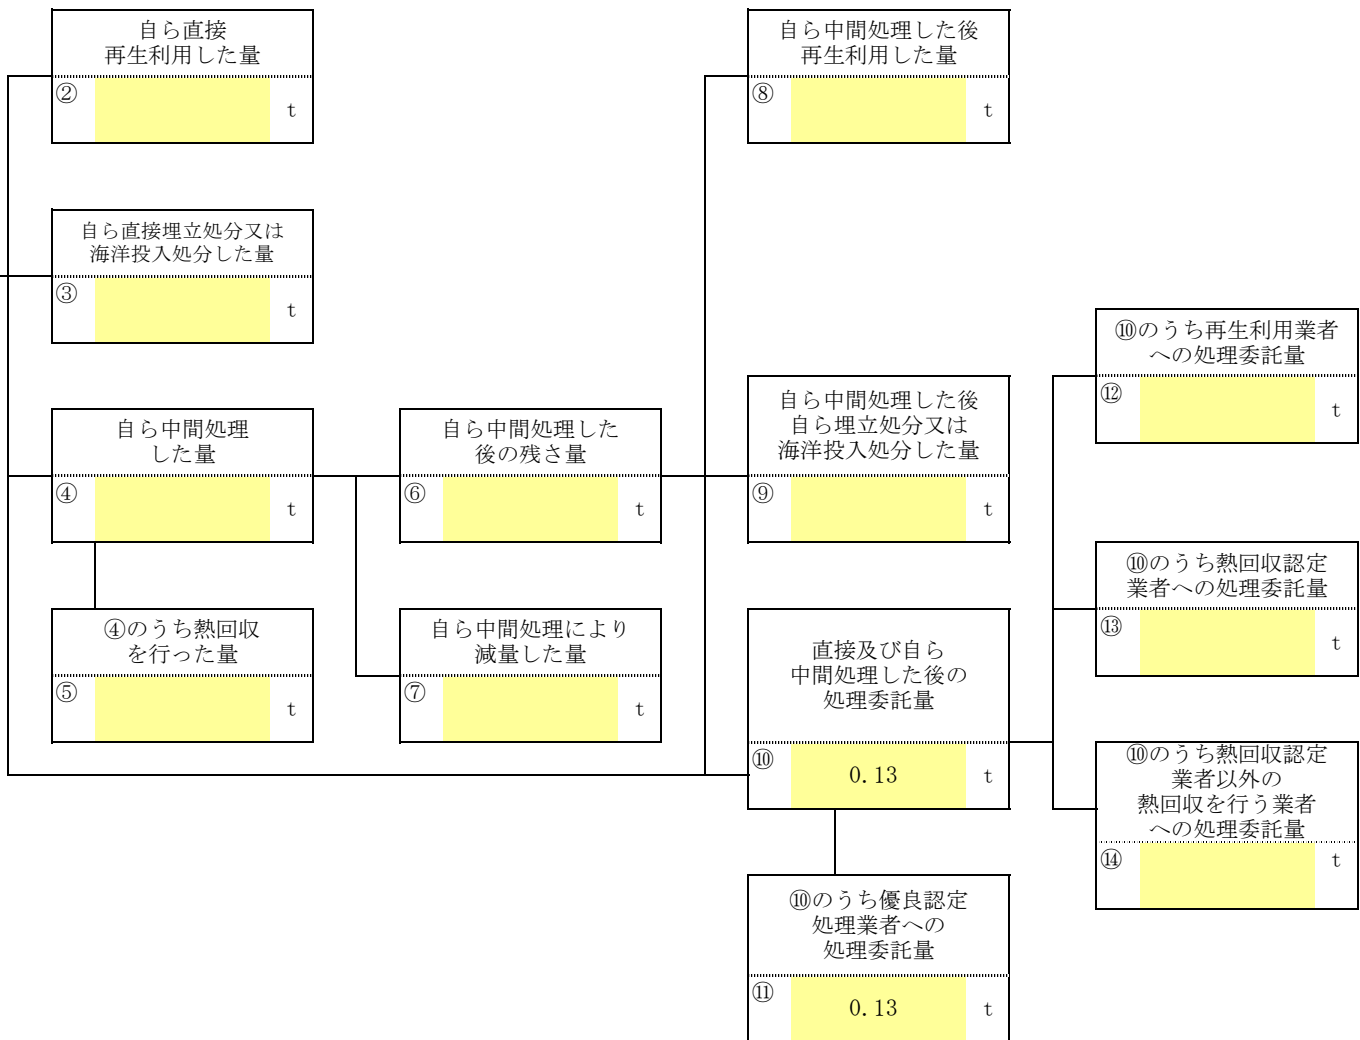 自ら直接
再生利用した量
② t
自ら中間処理した後
再生利用した量
⑧ t
自ら直接埋立処分又は
海洋投入処分した量
③ t
⑩のうち再生利用業者
への処理委託量
⑫ t
自ら中間処理
した量
④ t
自ら中間処理した
後の残さ量
⑥ t
自ら中間処理した後
自ら埋立処分又は
海洋投入処分した量
⑨ t
⑩のうち熱回収認定
業者への処理委託量
⑬ t
④のうち熱回収
を行った量
⑤ t
自ら中間処理により
減量した量
⑦ t
直接及び自ら
中間処理した後の
処理委託量
⑩ 0.13 t
⑩のうち熱回収認定
業者以外の
熱回収を行う業者
への処理委託量
⑭ t
⑩のうち優良認定
処理業者への
処理委託量
⑪ 0.13 t